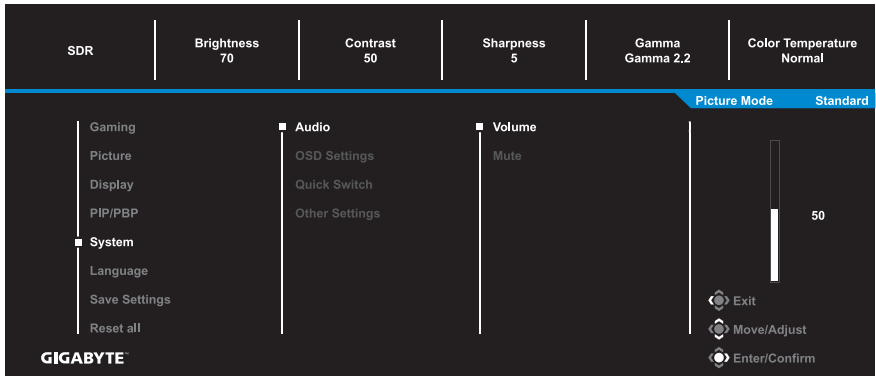 SDR
Brightness
70
Contrast
50
Sharpness
5
Gamma
Gamma 2.2
Color Temperature
Normal
Picture Mode Standard
Gaming
Picture
Display
PIP/PBP
System
Language
Save Settings
Reset all
Audio
OSD Settings
Quick Switch
Other Settings
Volume
Mute
50
Exit
Move/Adjust
Enter/Confirm
GIGABYTE™